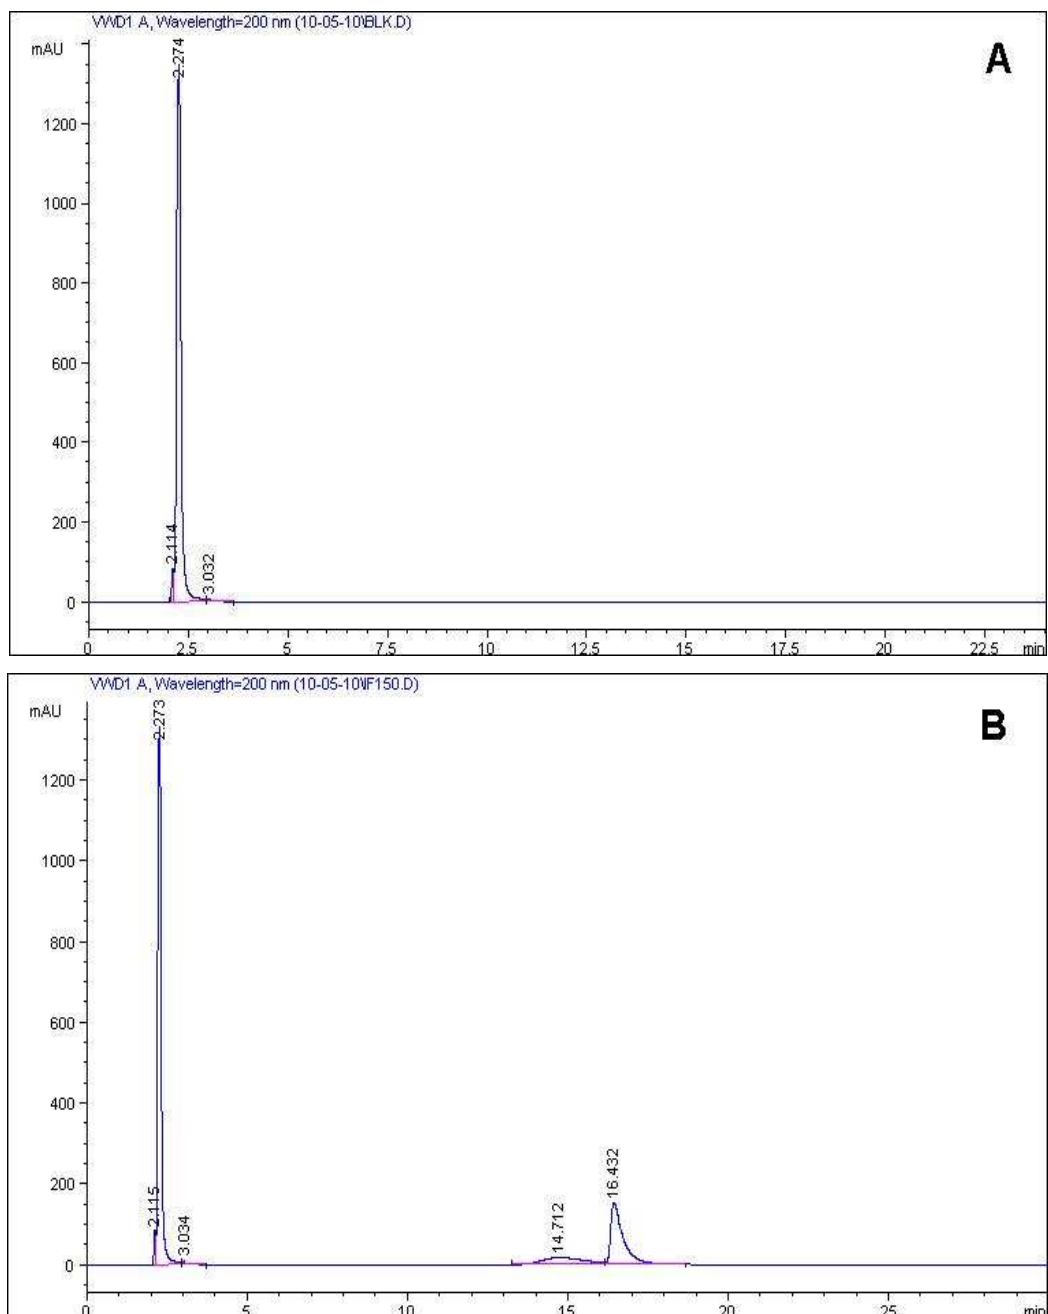 VWD1 A, Wavelength=200 nm (10-05-10\BLK.D)
mAU
A
2.274
1200
1000
800
600
400
200
2.114
3.032
0
0 2.5 5 7.5 10 12.5 15 17.5 20 22.5 min
VWD1 A, Wavelength=200 nm (10-05-10\IF150.D)
mAU
B
2.273
1200
1000
800
600
400
200
2.115
3.034
14.712
16.432
0
0 5 10 15 20 25 min